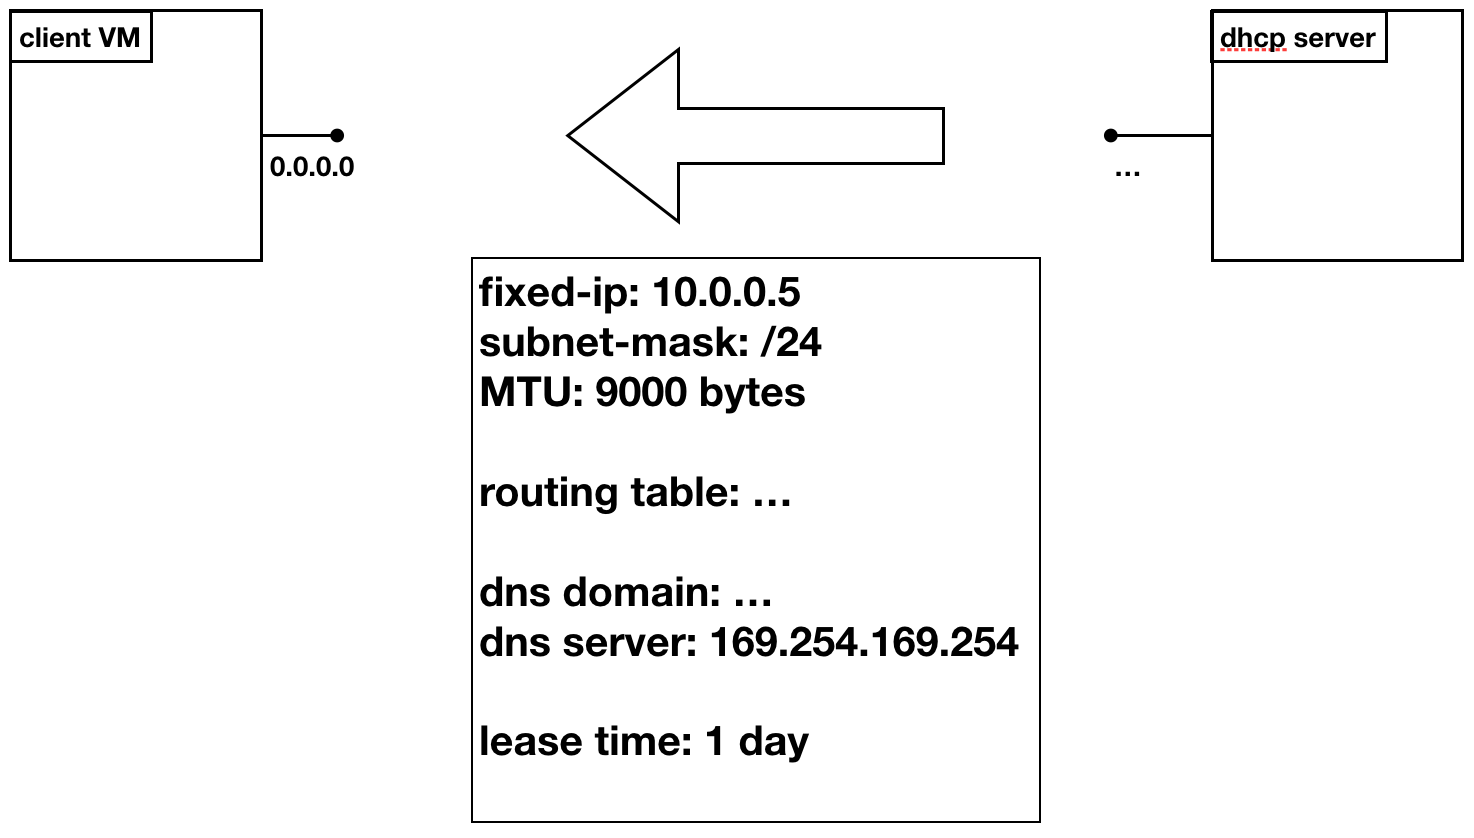 client VM
dhcp server
0.0.0.0
...
fixed-ip: 10.0.0.5
subnet-mask: /24
MTU: 9000 bytes
routing table: …
dns domain: …
dns server: 169.254.169.254
lease time: 1 day